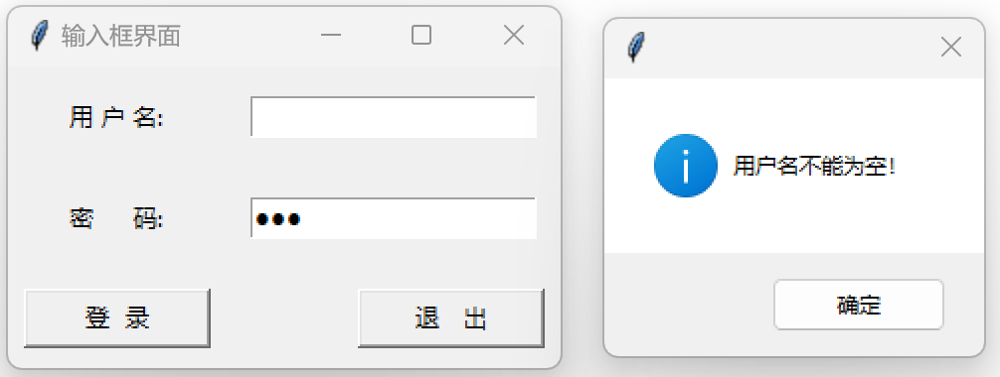 输入框界面
用 户 名:
密 码:
●●●
登 录
退 出
用户名不能为空!
确定